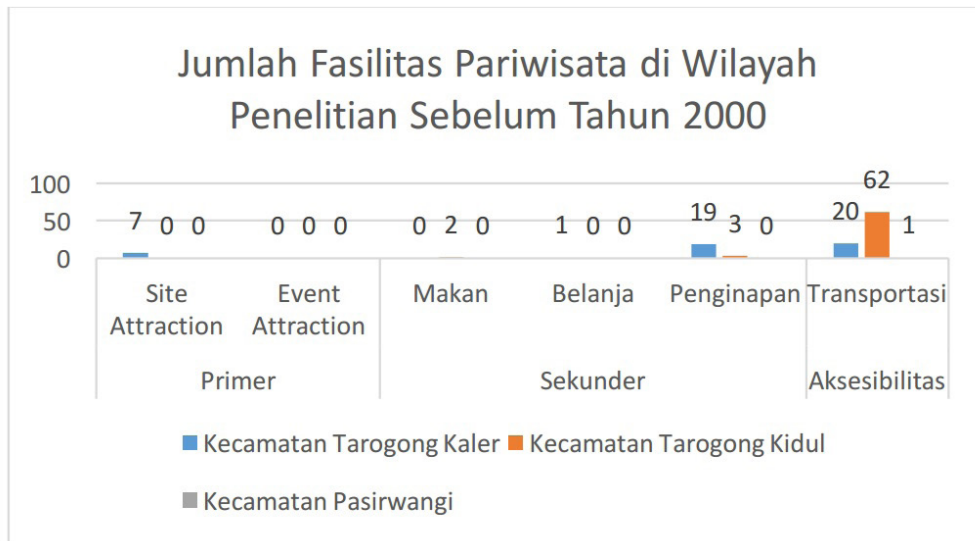 Jumlah Fasilitas Pariwisata di Wilayah
Penelitian Sebelum Tahun 2000
100
50
0
7 0 0
0 0 0
0 2 0
1 0 0
19 3 0
20 62 1
Site Attraction
Event Attraction
Makan
Belanja
Penginapan
Transportasi
Primer
Sekunder
Aksesibilitas
Kecamatan Tarogong Kaler
Kecamatan Tarogong Kidul
Kecamatan Pasirwangi